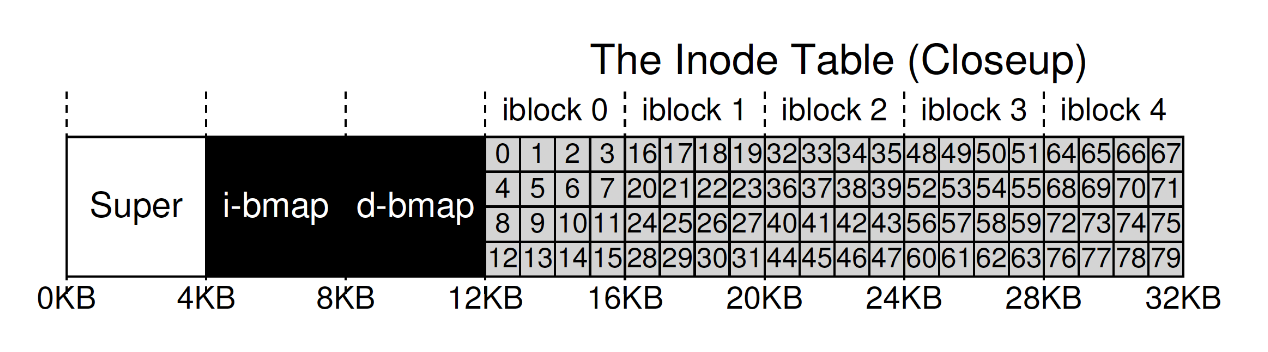 The Inode Table (Closeup)
iblock 0 iblock 1 iblock 2 iblock 3 iblock 4
0 1 2 3 16 17 18 19 32 33 34 35 48 49 50 51 64 65 66 67
4 5 6 7 20 21 22 23 36 37 38 39 52 53 54 55 68 69 70 71
Super i-bmap d-bmap
8 9 10 11 24 25 26 27 40 41 42 43 56 57 58 59 72 73 74 75
12 13 14 15 28 29 30 31 44 45 46 47 60 61 62 63 76 77 78 79
0KB 4KB 8KB 12KB 16KB 20KB 24KB 28KB 32KB